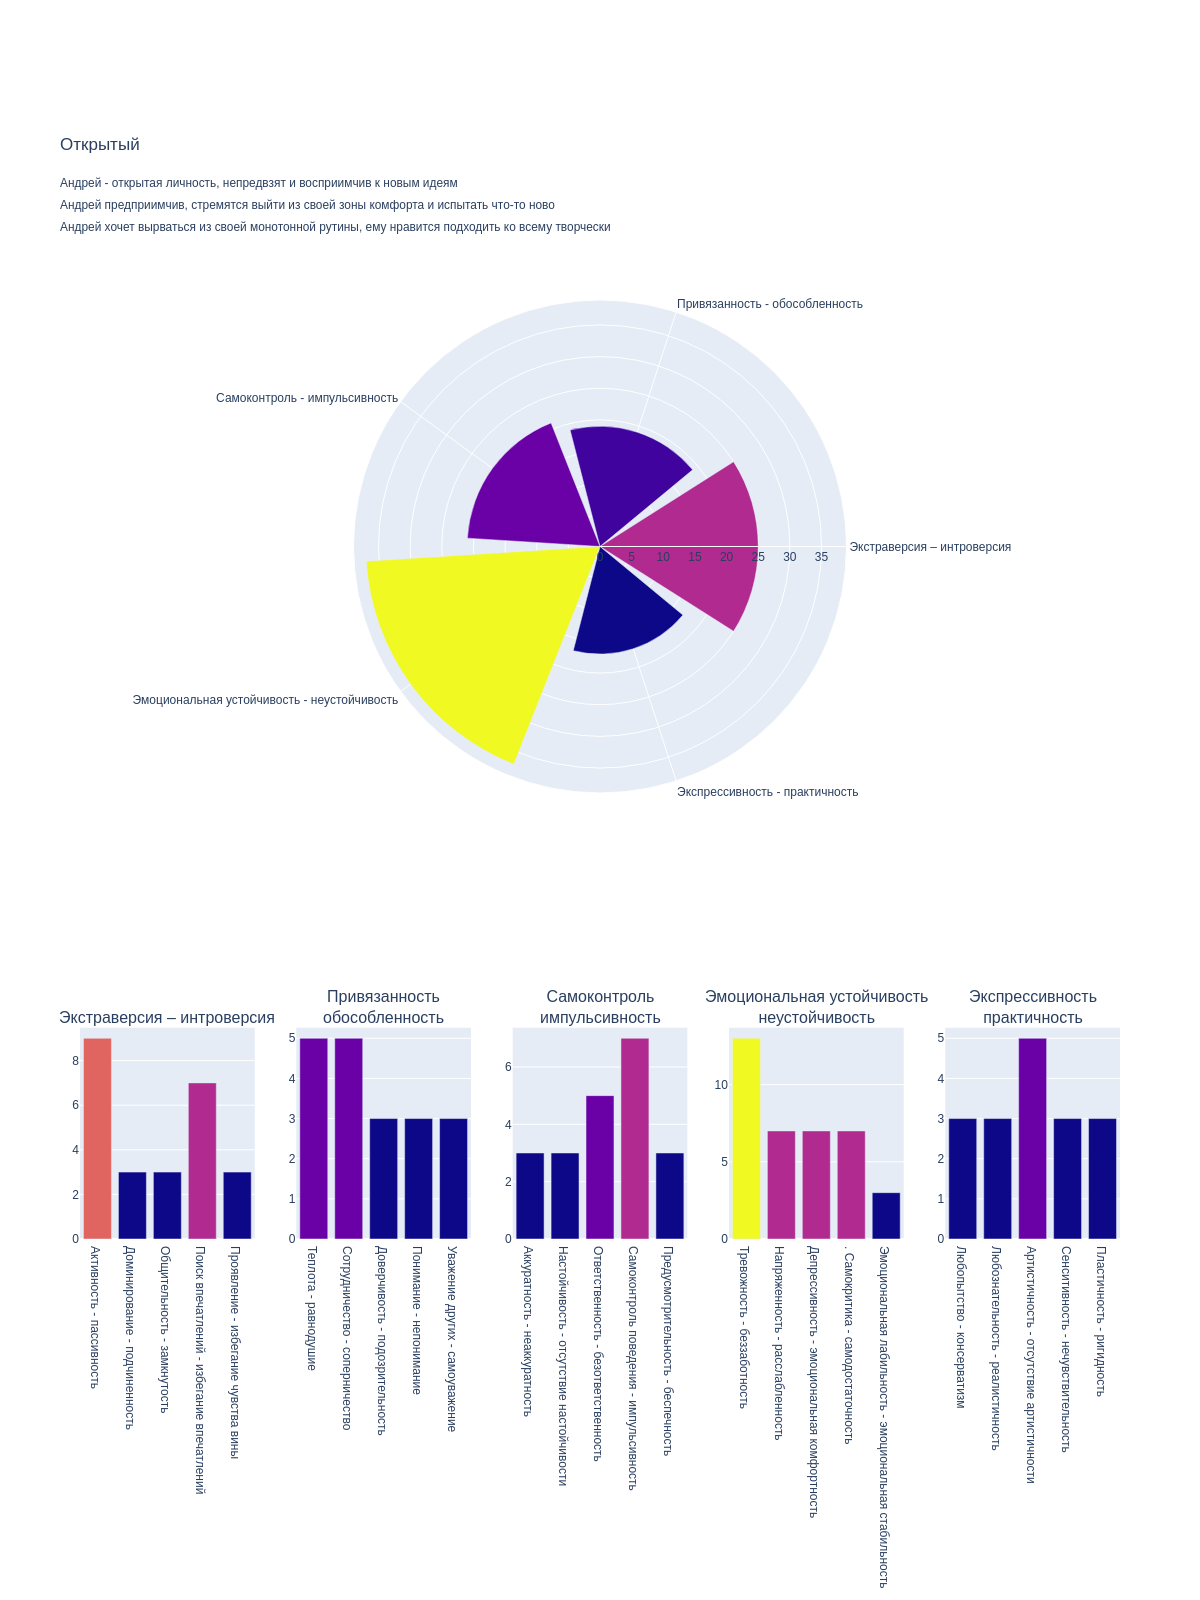 Открытый
Андрей - открытая личность, непредвзят и восприимчив к новым идеям
Андрей предприимчив, стремятся выйти из своей зоны комфорта и испытать что-то ново
Андрей хочет вырваться из своей монотонной рутины, ему нравится подходить ко всему творчески
Привязанность - обособленность
Самоконтроль - импульсивность
Экстраверсия – интроверсия
0 5 10 15 20 25 30 35
Эмоциональная устойчивость - неустойчивость
Экспрессивность - практичность
Экстраверсия – интроверсия
8
6
4
2
0
Активность - пассивность
Доминирование - подчиненность
Общительность - замкнутость
Поиск впечатлений - избегание впечатлений
Проявление - избегание чувства вины
Привязанность
обособленность
5
4
3
2
1
0
Теплота - равнодушие
Сотрудничество - соперничество
Доверчивость - подозрительность
Понимание - непонимание
Уважение других - самоуважение
Самоконтроль
импульсивность
6
4
2
0
Аккуратность - неаккуратность
Настойчивость - отсутствие настойчивости
Ответственность - безответственность
Самоконтроль поведения - импульсивность
Предусмотрительность - беспечность
Эмоциональная устойчивость
неустойчивость
10
5
0
Тревожность - беззаботность
Напряженность - расслабленность
Депрессивность - эмоциональная комфортность
. Самокритика - самодостаточность
Эмоциональная лабильность - эмоциональная стабильность
Экспрессивность
практичность
5
4
3
2
1
0
Любопытство - консерватизм
Любознательность - реалистичность
Артистичность - отсутствие артистичности
Сенситивность - нечувствительность
Пластичность - ригидность